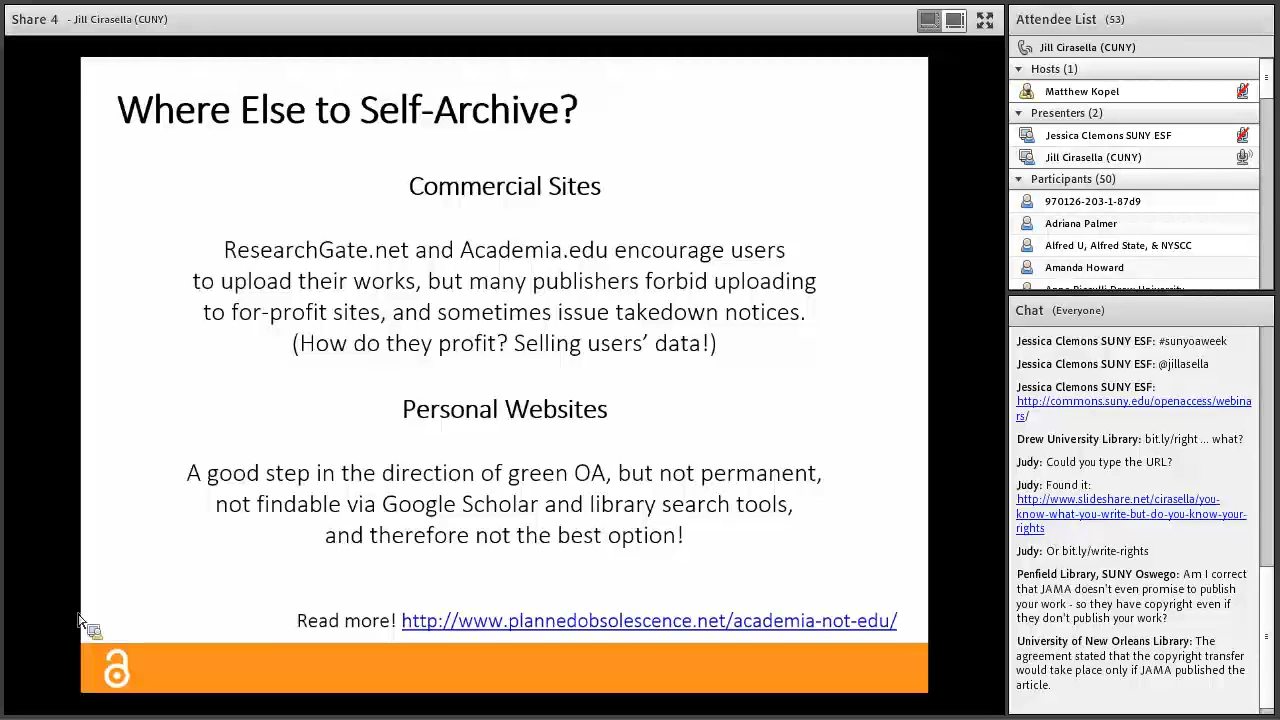 Share 4 - Jill Cirasella (CUNY)
Where Else to Self-Archive?
Commercial Sites
ResearchGate.net and Academia.edu encourage users
to upload their works, but many publishers forbid uploading
to for-profit sites, and sometimes issue takedown notices.
(How do they profit? Selling users’ data!)
Personal Websites
A good step in the direction of green OA, but not permanent,
not findable via Google Scholar and library search tools,
and therefore not the best option!
Read more! http://www.plannedobsolescence.net/academia-not-edu/
Attendee List (53)
Jill Cirasella (CUNY)
Hosts (1)
Matthew Kopel
Presenters (2)
Jessica Clemons SUNY ESF
Jill Cirasella (CUNY)
Participants (50)
970126-203-1-87d9
Adriana Palmer
Alfred U, Alfred State, & NYSCC
Amanda Howard
Chat (Everyone)
Jessica Clemons SUNY ESF: #sunyoaweek
Jessica Clemons SUNY ESF: @jillasella
Jessica Clemons SUNY ESF:
http://commons.suny.edu/openaccess/webina
rs/
Drew University Library: bit.ly/right ... what?
Judy: Could you type the URL?
Judy: Found it:
http://www.slideshare.net/cirasella/you-
know-what-you-write-but-do-you-know-your-
rights
Judy: Or bit.ly/write-rights
Penfield Library, SUNY Oswego: Am I correct
that JAMA doesn't even promise to publish
your work - so they have copyright even if
they don't publish your work?
University of New Orleans Library: The
agreement stated that the copyright transfer
would take place only if JAMA published the
article.